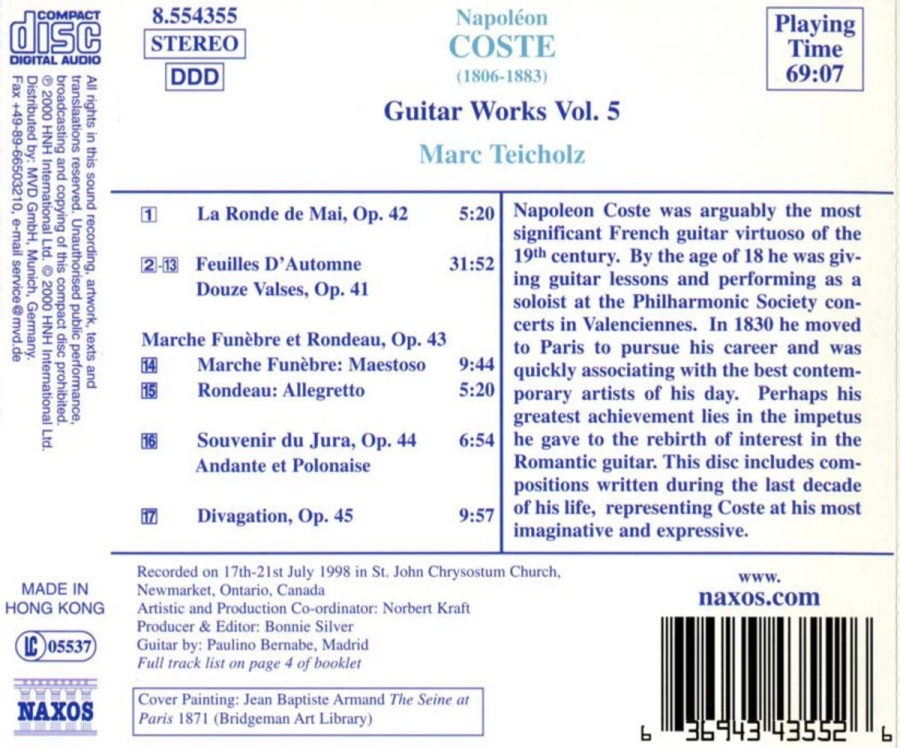 COMPACT
disc
DIGITAL AUDIO
8.554355
STEREO
DDD
Napoléon
COSTE
(1806-1883)
Guitar Works Vol. 5
Marc Teicholz
Playing
Time
69:07
All rights in this sound recording, artwork, texts and
translaations reserved. Unauthorised public performance,
broadcasting and copying of this compact disc prohibited.
℗ 2000 HNH International Ltd. © 2000 HNH International Ltd.
Distributed by: MVD GmbH, Munich, Germany.
Fax +49-89-66503210, e-mail service@mvd.de
1 La Ronde de Mai, Op. 42 5:20
2-13 Feuilles D'Automne 31:52
Douze Valses, Op. 41
Marche Funèbre et Rondeau, Op. 43
14 Marche Funèbre: Maestoso 9:44
15 Rondeau: Allegretto 5:20
16 Souvenir du Jura, Op. 44 6:54
Andante et Polonaise
17 Divagation, Op. 45 9:57
Napoleon Coste was arguably the most
significant French guitar virtuoso of the
19th century. By the age of 18 he was giv-
ing guitar lessons and performing as a
soloist at the Philharmonic Society con-
certs in Valenciennes. In 1830 he moved
to Paris to pursue his career and was
quickly associating with the best contem-
porary artists of his day. Perhaps his
greatest achievement lies in the impetus
he gave to the rebirth of interest in the
Romantic guitar. This disc includes com-
positions written during the last decade
of his life, representing Coste at his most
imaginative and expressive.
MADE IN
HONG KONG
LC 05537
NAXOS
Recorded on 17th-21st July 1998 in St. John Chrysostum Church,
Newmarket, Ontario, Canada
Artistic and Production Co-ordinator: Norbert Kraft
Producer & Editor: Bonnie Silver
Guitar by: Paulino Bernabe, Madrid
Full track list on page 4 of booklet
Cover Painting: Jean Baptiste Armand The Seine at
Paris 1871 (Bridgeman Art Library)
www.
naxos.com
6 36943 43552 6